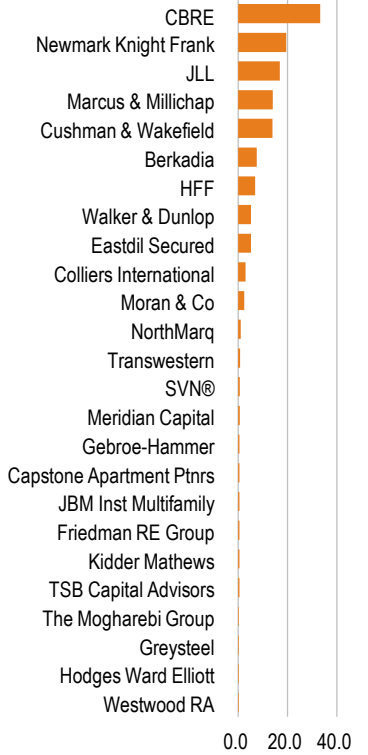 CBRE
Newmark Knight Frank
JLL
Marcus & Millichap
Cushman & Wakefield
Berkadia
HFF
Walker & Dunlop
Eastdil Secured
Colliers International
Moran & Co
NorthMarq
Transwestern
SVN®
Meridian Capital
Gebroe-Hammer
Capstone Apartment Ptnrs
JBM Inst Multifamily
Friedman RE Group
Kidder Mathews
TSB Capital Advisors
The Mogharebi Group
Greysteel
Hodges Ward Elliott
Westwood RA
0.0 20.0 40.0